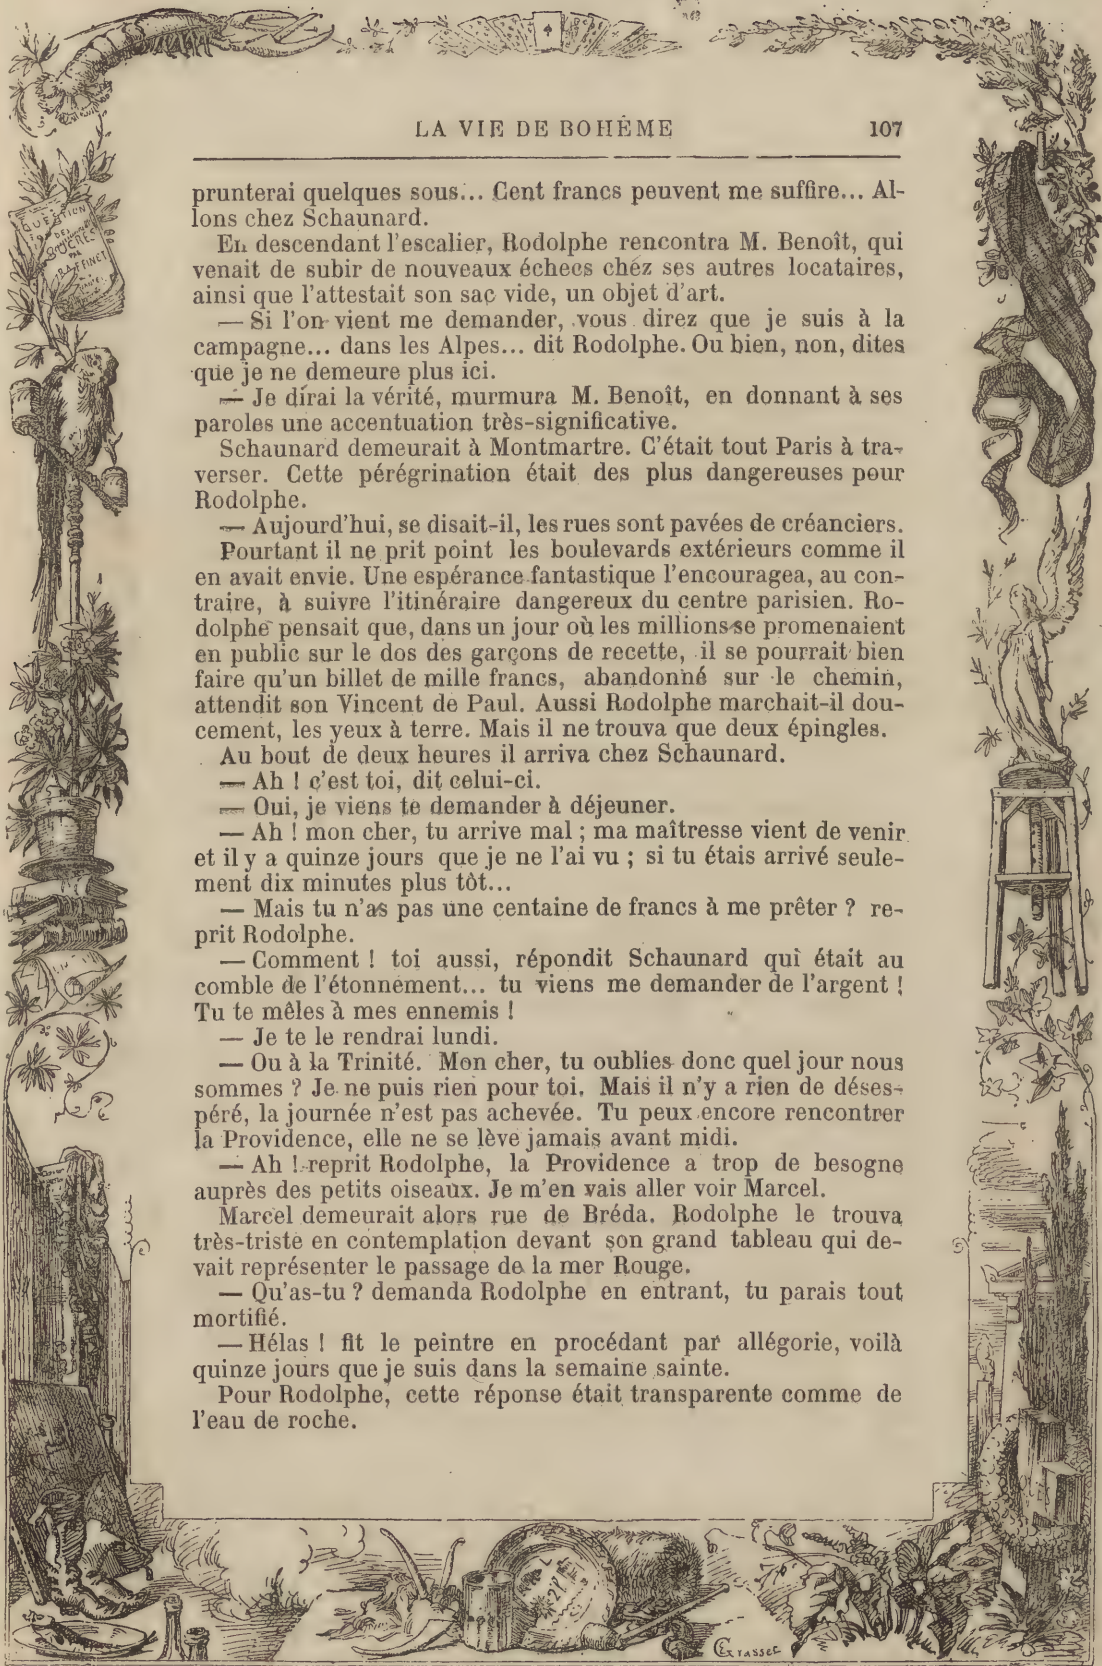 LA VIE DE BOHÈME 107
prunterai quelques sous... Cent francs peuvent me suffire... Al-
lons chez Schaunard.
En descendant l'escalier, Rodolphe rencontra M. Benoît, qui
venait de subir de nouveaux échecs chez ses autres locataires,
ainsi que l'attestait son sac vide, un objet d'art.
— Si l'on vient me demander, vous direz que je suis à la
campagne... dans les Alpes... dit Rodolphe. Ou bien, non, dites
que je ne demeure plus ici.
— Je dirai la vérité, murmura M. Benoît, en donnant à ses
paroles une accentuation très-significative.
Schaunard demeurait à Montmartre. C'était tout Paris à tra-
verser. Cette pérégrination était des plus dangereuses pour
Rodolphe.
— Aujourd'hui, se disait-il, les rues sont pavées de créanciers.
Pourtant il ne prit point les boulevards extérieurs comme il
en avait envie. Une espérance fantastique l'encouragea, au con-
traire, à suivre l'itinéraire dangereux du centre parisien. Ro-
dolphe pensait que, dans un jour où les millions se promenaient
en public sur le dos des garçons de recette, il se pourrait bien
faire qu'un billet de mille francs, abandonné sur le chemin,
attendit son Vincent de Paul. Aussi Rodolphe marchait-il dou-
cement, les yeux à terre. Mais il ne trouva que deux épingles.
Au bout de deux heures il arriva chez Schaunard.
— Ah ! c'est toi, dit celui-ci.
— Oui, je viens te demander à déjeuner.
— Ah ! mon cher, tu arrive mal ; ma maîtresse vient de venir
et il y a quinze jours que je ne l'ai vu ; si tu étais arrivé seule-
ment dix minutes plus tôt...
— Mais tu n'as pas une centaine de francs à me prêter ? re-
prit Rodolphe.
— Comment ! toi aussi, répondit Schaunard qui était au
comble de l'étonnement... tu viens me demander de l'argent !
Tu te mêles à mes ennemis !
— Je te le rendrai lundi.
— Ou à la Trinité. Mon cher, tu oublies donc quel jour nous
sommes ? Je ne puis rien pour toi. Mais il n'y a rien de déses-
péré, la journée n'est pas achevée. Tu peux encore rencontrer
la Providence, elle ne se lève jamais avant midi.
— Ah ! reprit Rodolphe, la Providence a trop de besogne
auprès des petits oiseaux. Je m'en vais aller voir Marcel.
Marcel demeurait alors rue de Bréda. Rodolphe le trouva
très-triste en contemplation devant son grand tableau qui de-
vait représenter le passage de la mer Rouge.
— Qu'as-tu ? demanda Rodolphe en entrant, tu parais tout
mortifié.
— Hélas ! fit le peintre en procédant par allégorie, voilà
quinze jours que je suis dans la semaine sainte.
Pour Rodolphe, cette réponse était transparente comme de
l'eau de roche.
QUESTION
DES
SUCRES
PAR
27
EGrasset